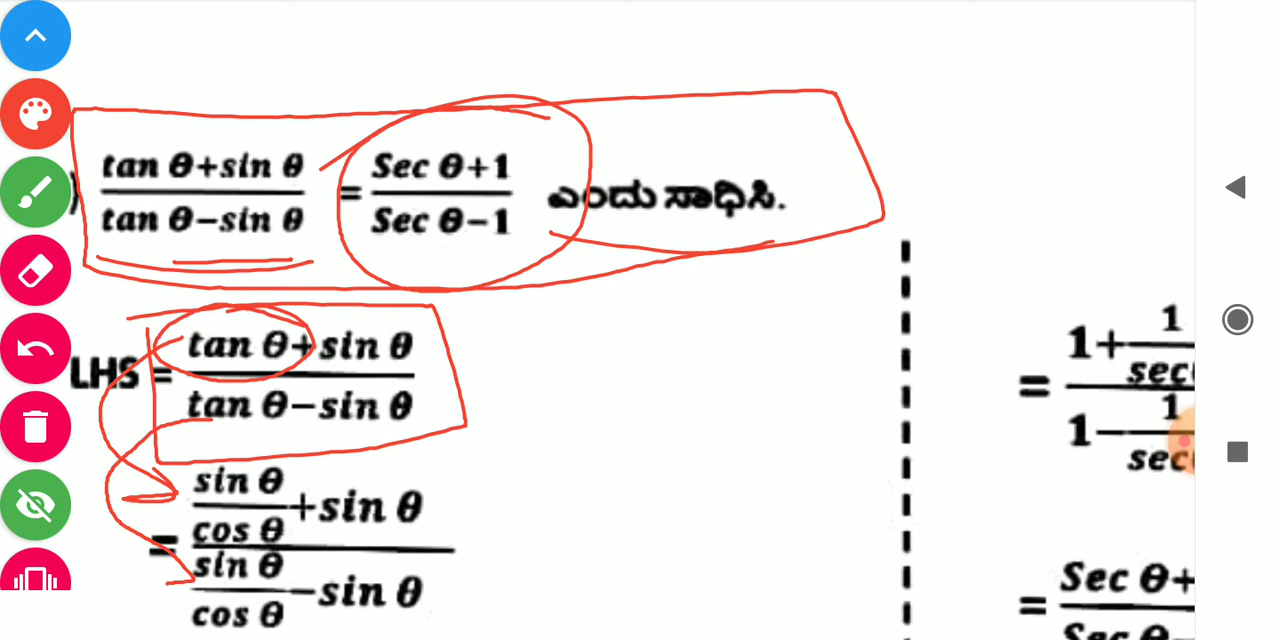 ) tan θ+sin θ / tan θ−sin θ = Sec θ+1 / Sec θ−1 ಎಂದು ಸಾಧಿಸಿ.
LHS = tan θ+sin θ / tan θ−sin θ
= sin θ / cos θ +sin θ / sin θ / cos θ −sin θ
= 1+ 1 / sec / 1− 1 / sec
= Sec θ+ / Sec θ−